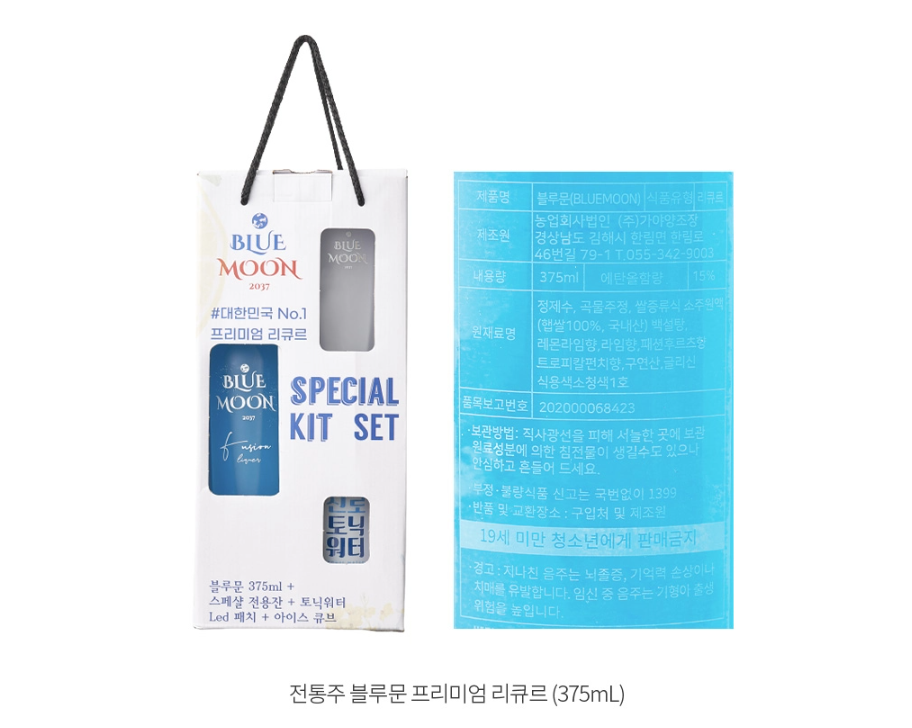 BLUE
MOON
2037
#대한민국 No.1
프리미엄 리큐르
BLUE
MOON
BLUE
MOON
2037
fusion
liquer
SPECIAL
KIT SET
진로
토닉
워터
블루문 375ml +
스페셜 전용잔 + 토닉워터
Led 패치 + 아이스 큐브
제품명 블루문(BLUEMOON) 식품유형 리큐르
제조원 농업회사법인 (주)가야양조장
경상남도 김해시 한림면 한림로
46번길 79-1 T.055-342-9003
내용량 375ml 에탄올함량 15%
원재료명 정제수, 곡물주정, 쌀증류식 소주원액
(햅쌀100%, 국내산) 백설탕,
레몬라임향,라임향,패션후르츠향
트로피칼펀치향,구연산,글리신
식용색소청색1호
품목보고번호 202000068423
·보관방법: 직사광선을 피해 서늘한 곳에 보관
원료성분에 의한 침전물이 생길수도 있으나
안심하고 흔들어 드세요.
부정·불량식품 신고는 국번없이 1399
·반품 및 교환장소 : 구입처 및 제조원
19세 미만 청소년에게 판매금지
·경고 : 지나친 음주는 뇌졸중, 기억력 손상이나
치매를 유발합니다. 임신 중 음주는 기형아 출생
위험을 높입니다.
전통주 블루문 프리미엄 리큐르 (375mL)